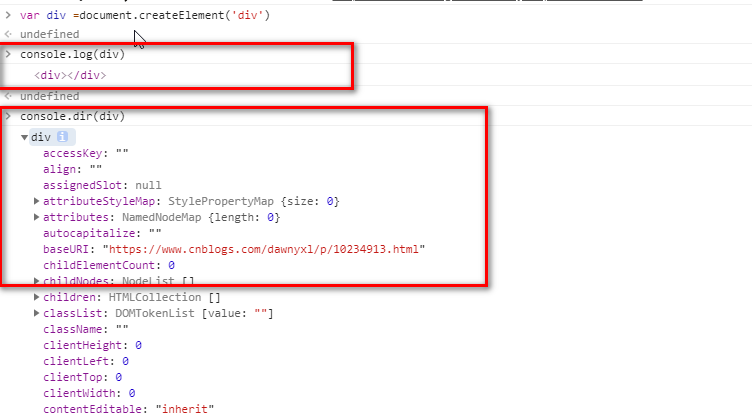 var div =document.createElement('div')
undefined
console.log(div)
<div></div>
undefined
console.dir(div)
div i
accessKey: ""
align: ""
assignedSlot: null
attributeStyleMap: StylePropertyMap {size: 0}
attributes: NamedNodeMap {length: 0}
autocapitalize: ""
baseURI: "https://www.cnblogs.com/dawnyxl/p/10234913.html"
childElementCount: 0
childNodes: NodeList []
children: HTMLCollection []
classList: DOMTokenList [value: ""]
className: ""
clientHeight: 0
clientLeft: 0
clientTop: 0
clientWidth: 0
contentEditable: "inherit"